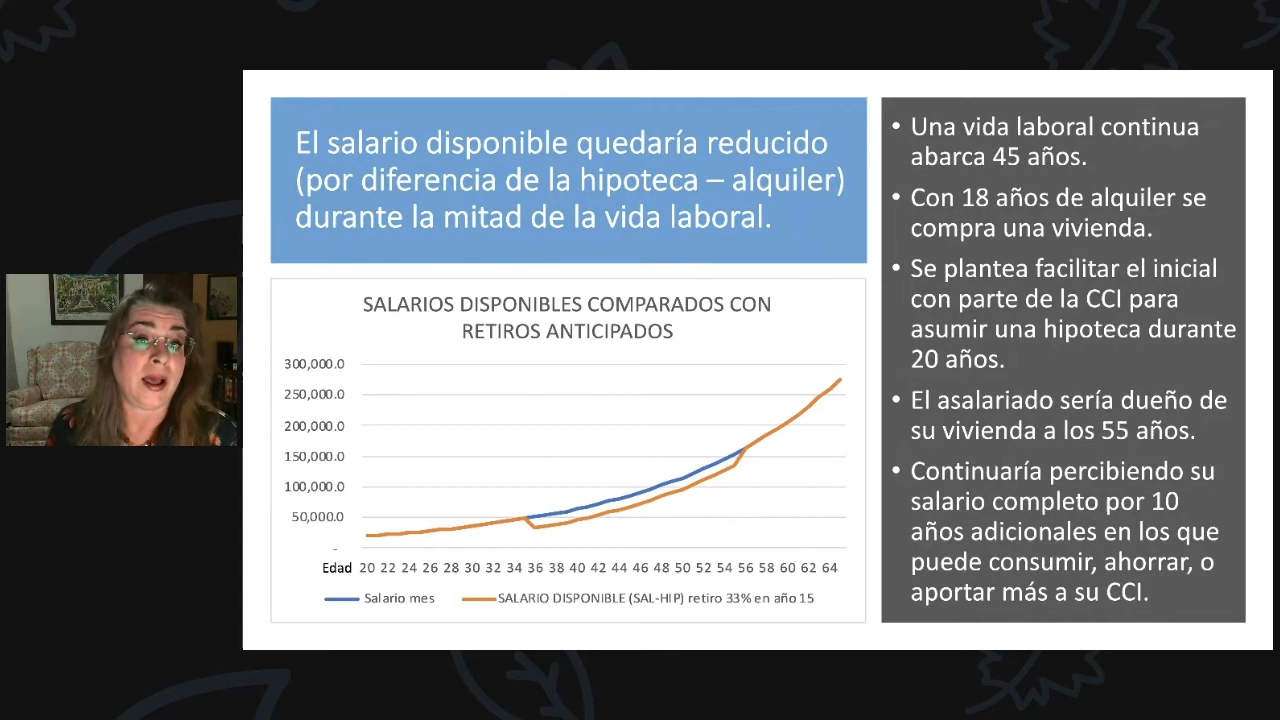 El salario disponible quedaría reducido
(por diferencia de la hipoteca – alquiler)
durante la mitad de la vida laboral.
SALARIOS DISPONIBLES COMPARADOS CON
RETIROS ANTICIPADOS
300,000.0
250,000.0
200,000.0
150,000.0
100,000.0
50,000.0
-
Edad 20 22 24 26 28 30 32 34 36 38 40 42 44 46 48 50 52 54 56 58 60 62 64
Salario mes SALARIO DISPONIBLE (SAL-HIP) retiro 33% en año 15
• Una vida laboral continua
abarca 45 años.
• Con 18 años de alquiler se
compra una vivienda.
• Se plantea facilitar el inicial
con parte de la CCI para
asumir una hipoteca durante
20 años.
• El asalariado sería dueño de
su vivienda a los 55 años.
• Continuaría percibiendo su
salario completo por 10
años adicionales en los que
puede consumir, ahorrar, o
aportar más a su CCI.